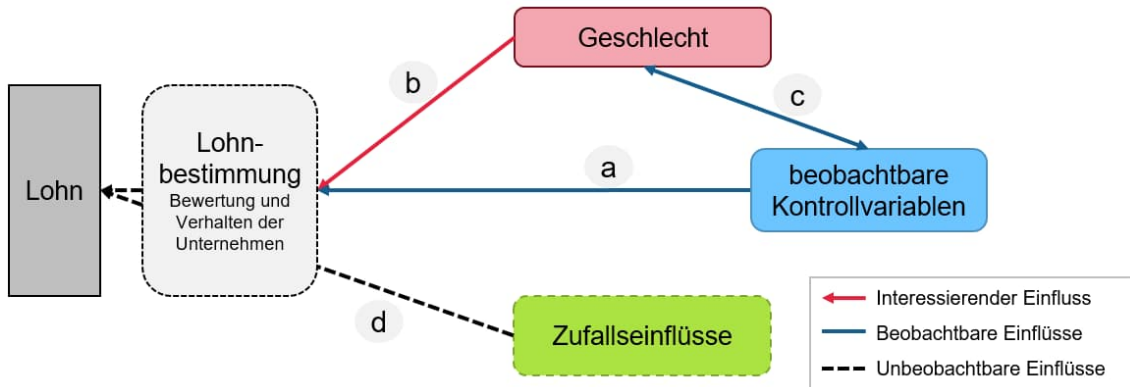 Geschlecht
b
c
Lohn-
bestimmung
Bewertung und
Verhalten der
Unternehmen
Lohn
a
beobachtbare
Kontrollvariablen
d
Zufallseinflüsse
Interessierender Einfluss
Beobachtbare Einflüsse
Unbeobachtbare Einflüsse